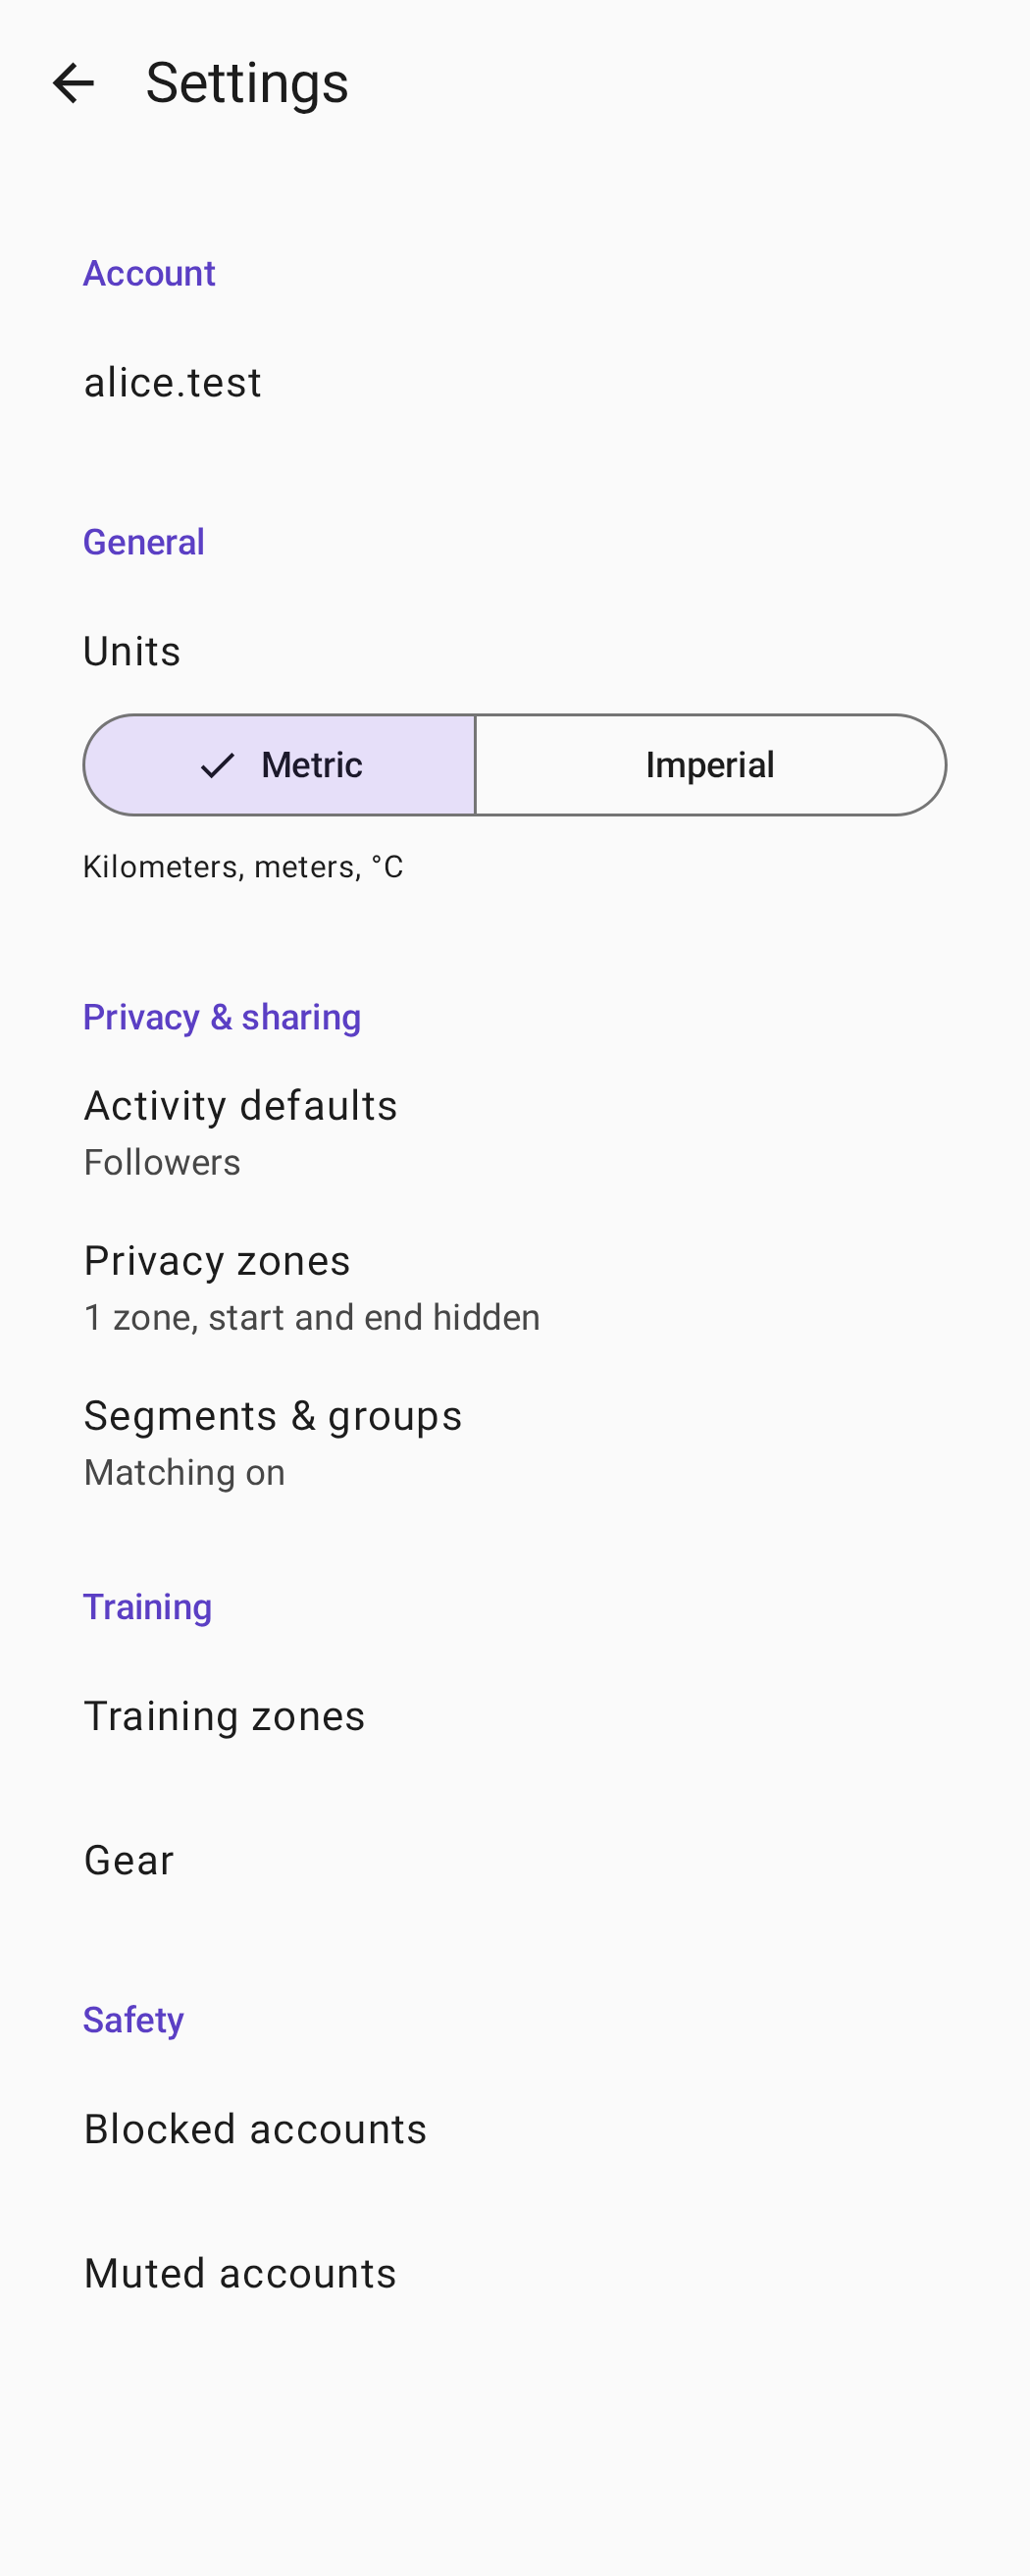 Settings
Account
alice.test
General
Units
Metric
Imperial
Kilometers, meters, °C
Privacy & sharing
Activity defaults
Followers
Privacy zones
1 zone, start and end hidden
Segments & groups
Matching on
Training
Training zones
Gear
Safety
Blocked accounts
Muted accounts